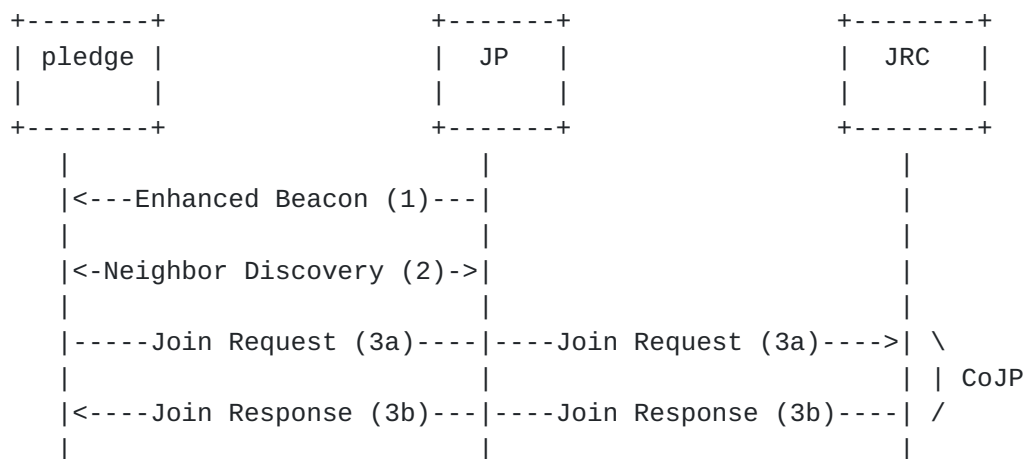 +--------+ +-------+ +--------+
| pledge | | JP | | JRC |
| | | | | |
+--------+ +-------+ +--------+
| | |
|<---Enhanced Beacon (1)---| |
| | |
|<-Neighbor Discovery (2)->| |
| | |
|-----Join Request (3a)----|----Join Request (3a)---->| \
| | | | CoJP
|<----Join Response (3b)---|----Join Response (3b)----| /
| | |